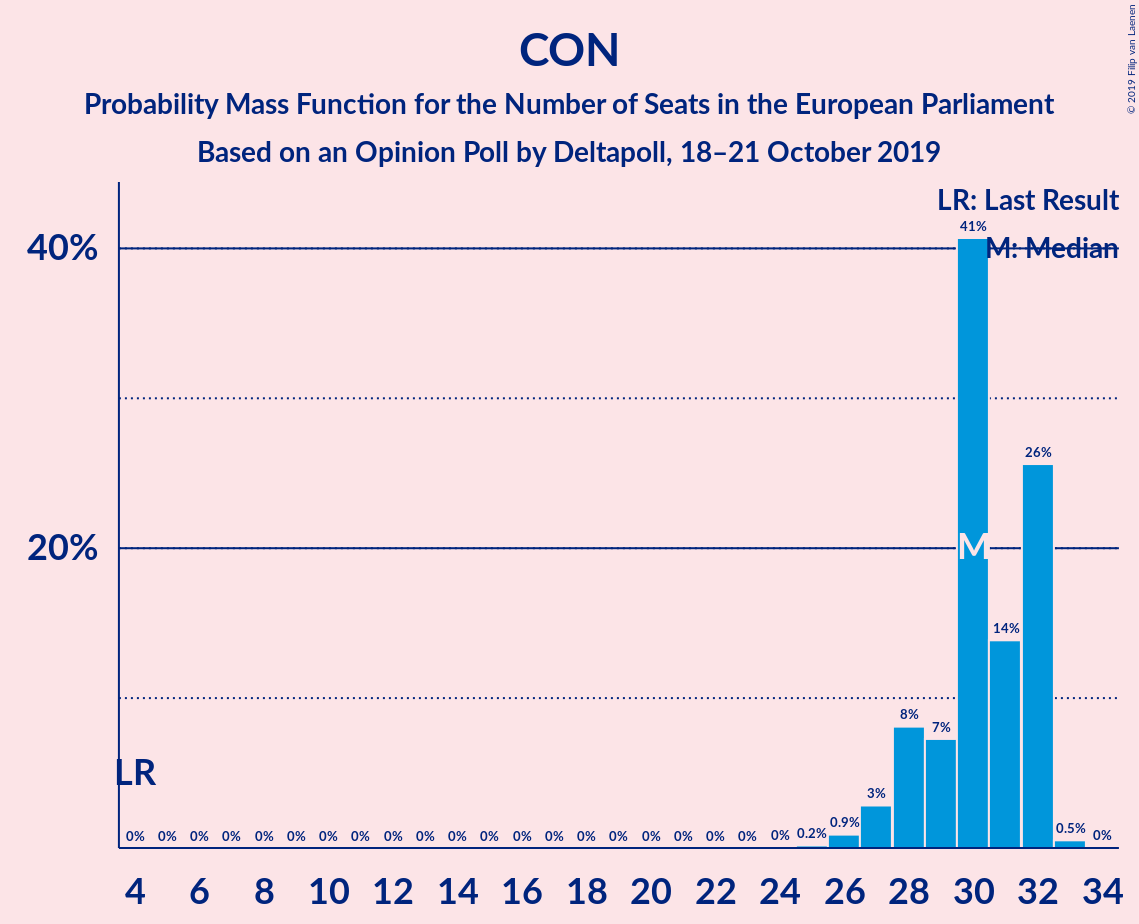 CON
Probability Mass Function for the Number of Seats in the European Parliament
Based on an Opinion Poll by Deltapoll, 18–21 October 2019
© 2019 Filip van Laenen
LR: Last Result
M: Median
40%
20%
41%
26%
M
14%
8%
7%
LR
3%
0% 0% 0% 0% 0% 0% 0% 0% 0% 0% 0% 0% 0% 0% 0% 0% 0% 0% 0% 0% 0% 0.2% 0.9% 0.5% 0%
4 6 8 10 12 14 16 18 20 22 24 26 28 30 32 34